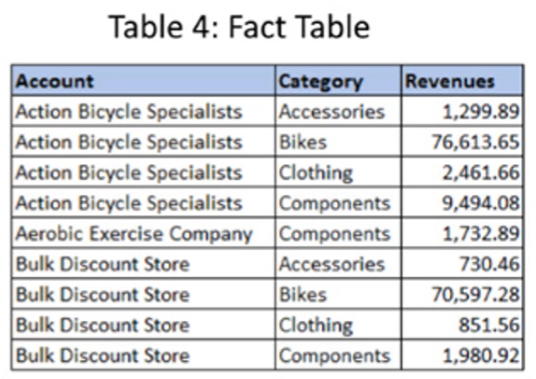 Table 4: Fact Table
Account Category Revenues
Action Bicycle Specialists Accessories 1,299.89
Action Bicycle Specialists Bikes 76,613.65
Action Bicycle Specialists Clothing 2,461.66
Action Bicycle Specialists Components 9,494.08
Aerobic Exercise Company Components 1,732.89
Bulk Discount Store Accessories 730.46
Bulk Discount Store Bikes 70,597.28
Bulk Discount Store Clothing 851.56
Bulk Discount Store Components 1,980.92